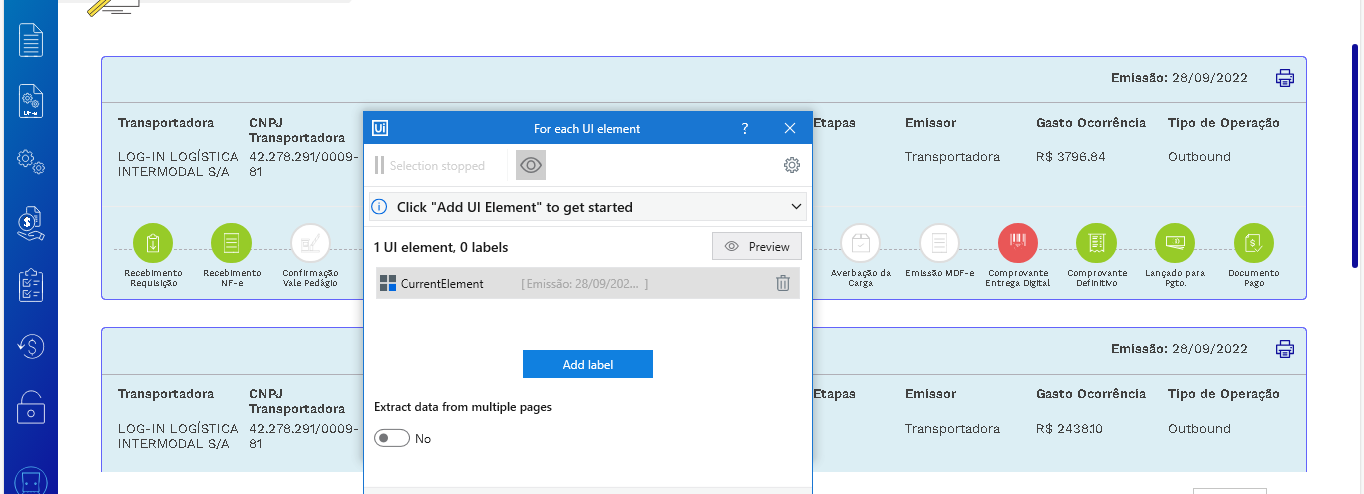 Emissão: 28/09/2022
Transportadora
CNPJ
Transportadora
Etapas
Emissor
Gasto Ocorrência
Tipo de Operação
LOG-IN LOGÍSTICA
INTERMODAL S/A
42.278.291/0009-
81
Transportadora
R$ 3796.84
Outbound
Ui
For each UI element
?
Selection stopped
Click "Add UI Element" to get started
1 UI element, 0 labels
Preview
CurrentElement
[ Emissão: 28/09/202... ]
Add label
Extract data from multiple pages
No
Recebimento
Requisição
Recebimento
NF-e
Confirmação
Vale Pedágio
Averbação da
Carga
Emissão MDF-e
Comprovante
Entrega Digital
Comprovante
Definitivo
Lançado para
Pgto.
Documento
Pago
Emissão: 28/09/2022
Transportadora
CNPJ
Transportadora
Etapas
Emissor
Gasto Ocorrência
Tipo de Operação
LOG-IN LOGÍSTICA
INTERMODAL S/A
42.278.291/0009-
81
Transportadora
R$ 2438.10
Outbound